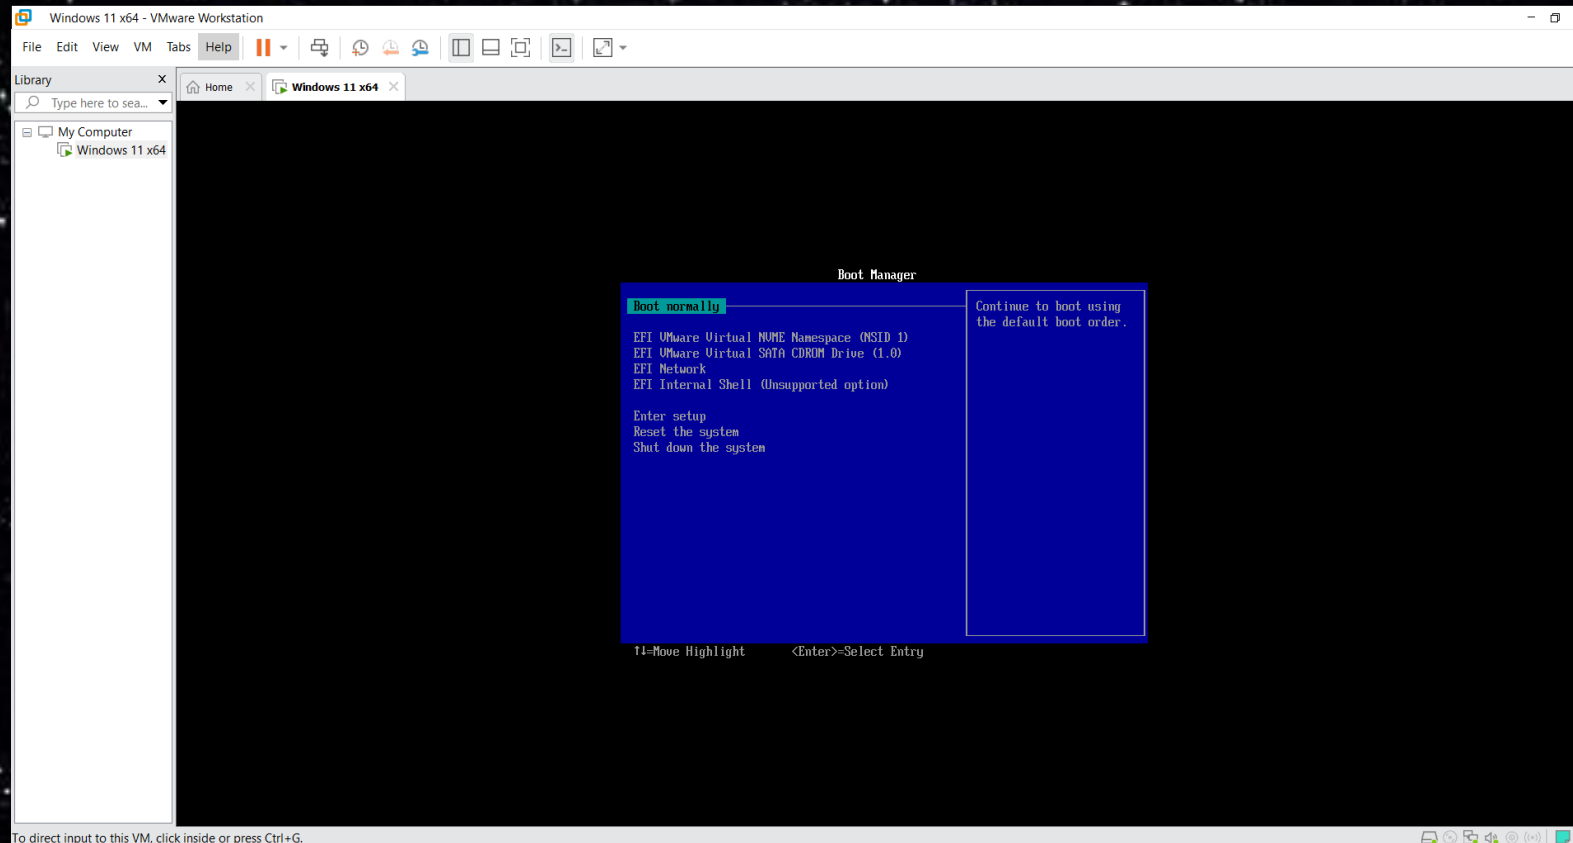 Windows 11 x64 - VMware Workstation
File Edit View VM Tabs Help
Library x
Type here to sea...
Home
Windows 11 x64
My Computer
Windows 11 x64
Boot Manager
Boot normally
EFI VMware Virtual NVME Namespace (NSID 1)
EFI VMware Virtual SATA CDROM Drive (1.0)
EFI Network
EFI Internal Shell (Unsupported option)
Enter setup
Reset the system
Shut down the system
Continue to boot using
the default boot order.
↑↓=Move Highlight <Enter>=Select Entry
To direct input to this VM, click inside or press Ctrl+G.